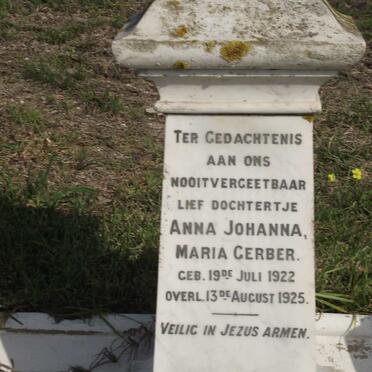 TER GEDACHTENIS
AAN ONS
NOOITVERGEETBAAR
LIEF DOCHTERTJE
ANNA JOHANNA,
MARIA GERBER.
GEB. 19DE JULI 1922
OVERL. 13DE AUGUST 1925.
VEILIG IN JEZUS ARMEN.